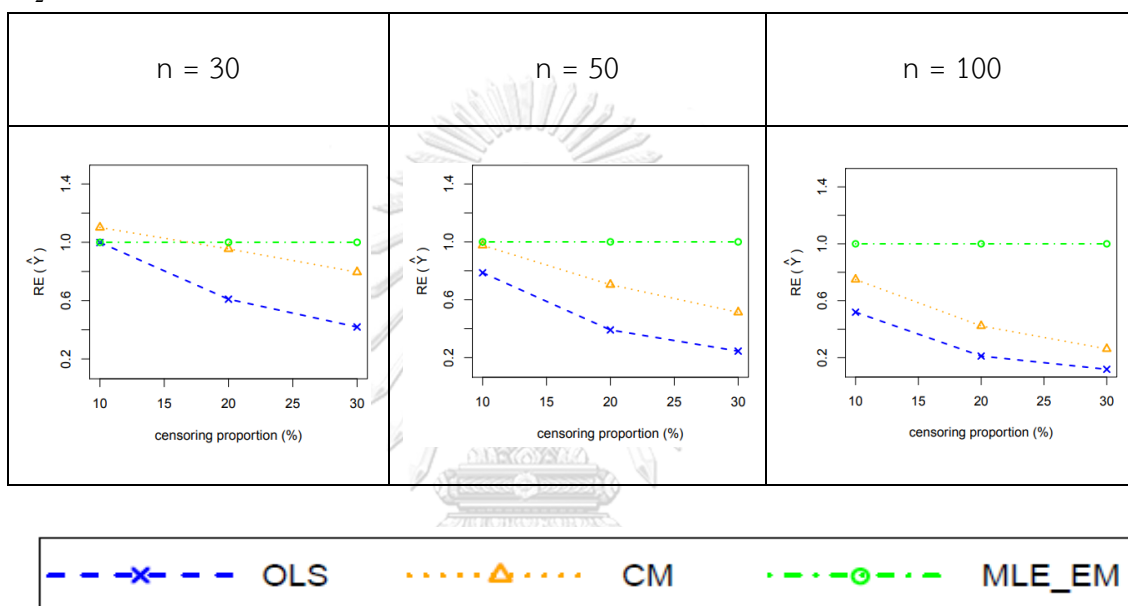 n = 30
n = 50
n = 100
1.4
1.0
0.6
0.2
RE ( Ŷ )
10 15 20 25 30
censoring proportion (%)
1.4
1.0
0.6
0.2
RE ( Ŷ )
10 15 20 25 30
censoring proportion (%)
1.4
1.0
0.6
0.2
RE ( Ŷ )
10 15 20 25 30
censoring proportion (%)
OLS CM MLE_EM